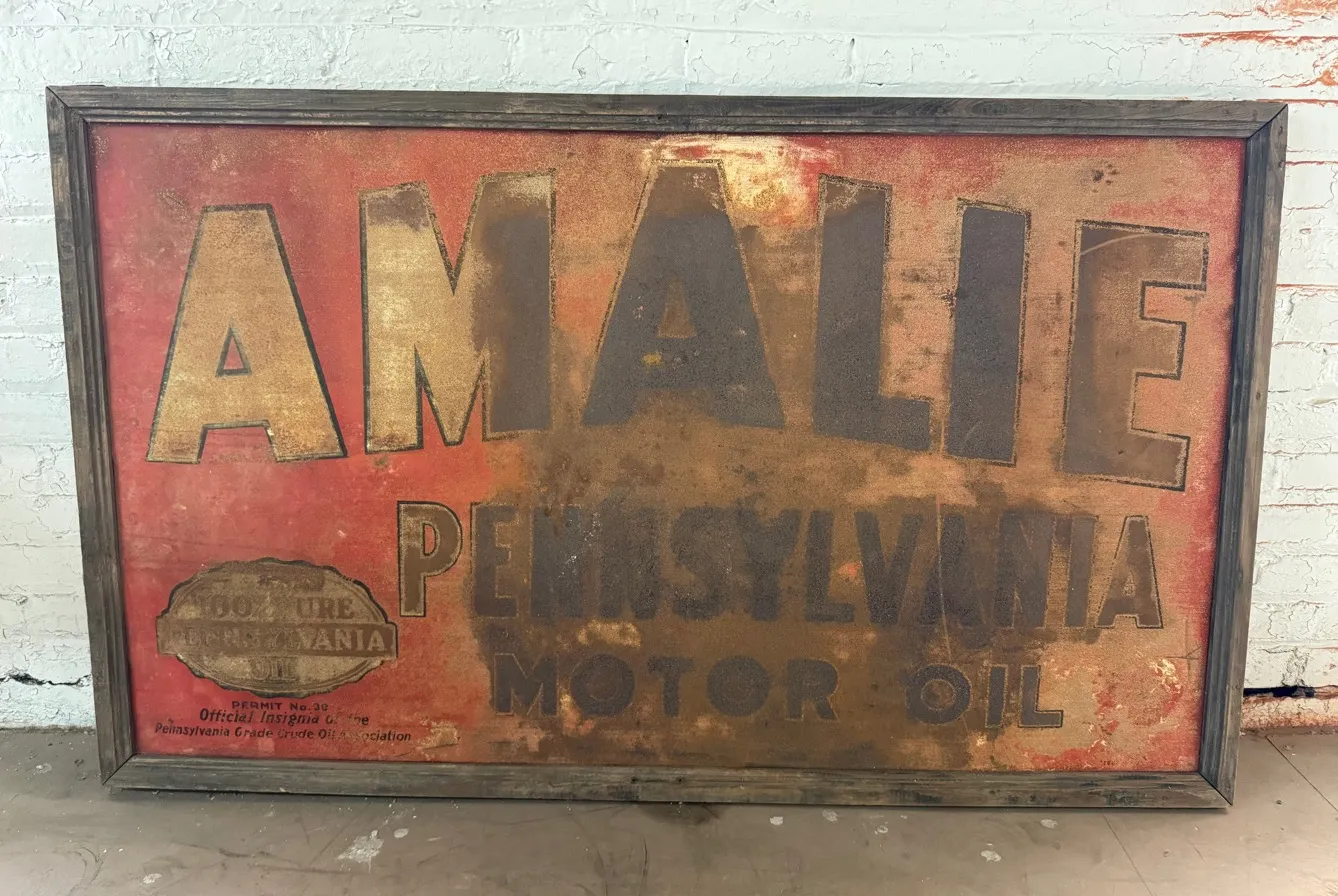 AMALIE
PENNSYLVANIA
MOTOR OIL
100% PURE
PENNSYLVANIA
OIL
PERMIT No. 30
Official Insignia of the
Pennsylvania Grade Crude Oil Association